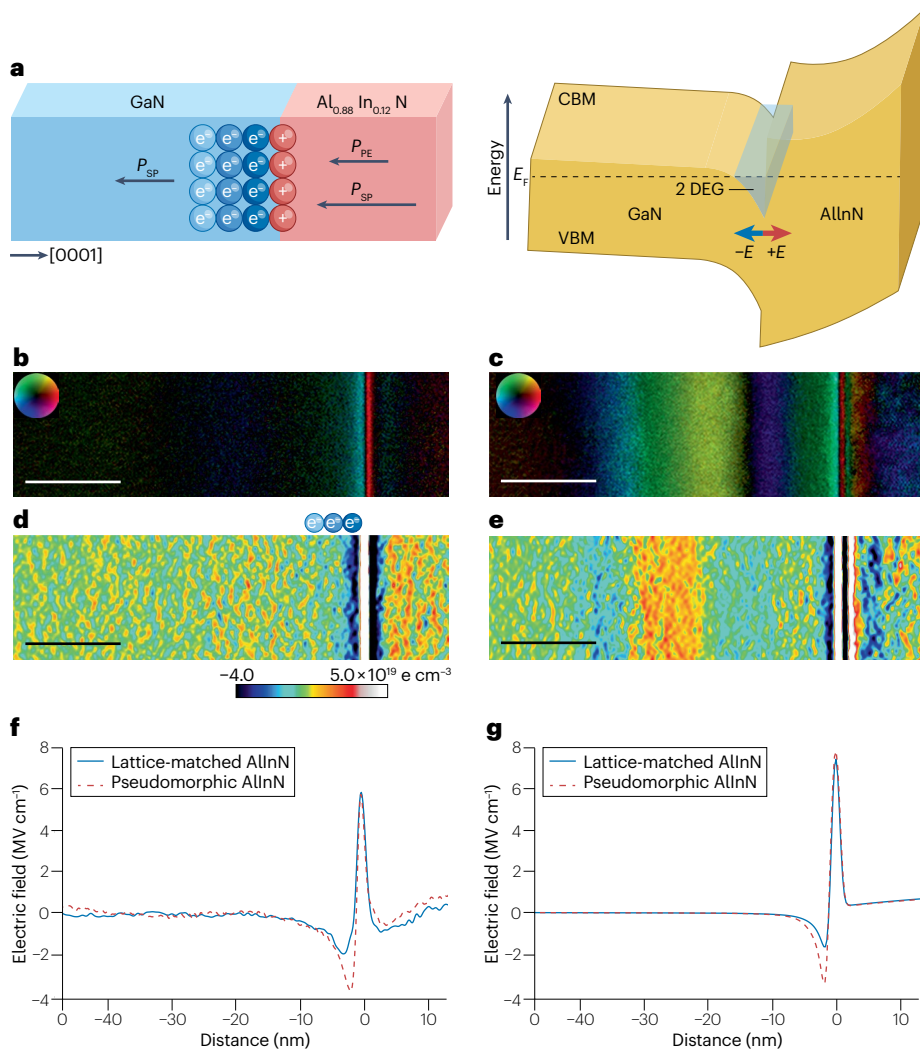 a
GaN
Al0.88 In0.12 N
e− e− e− +
e− e− e− +
e− e− e− +
e− e− e− +
PSP
PPE
PSP
[0001]
Energy
CBM
EF
2 DEG
GaN
AlInN
VBM
−E +E
b
c
d
e− e− e−
e
−4.0 5.0 × 10¹⁹ e cm⁻³
f
Electric field (MV cm⁻¹)
8
6
4
2
0
−2
−4
Lattice-matched AlInN
Pseudomorphic AlInN
0 −40 −30 −20 −10 0 10
Distance (nm)
g
Electric field (MV cm⁻¹)
8
6
4
2
0
−2
−4
Lattice-matched AlInN
Pseudomorphic AlInN
0 −40 −30 −20 −10 0 10
Distance (nm)